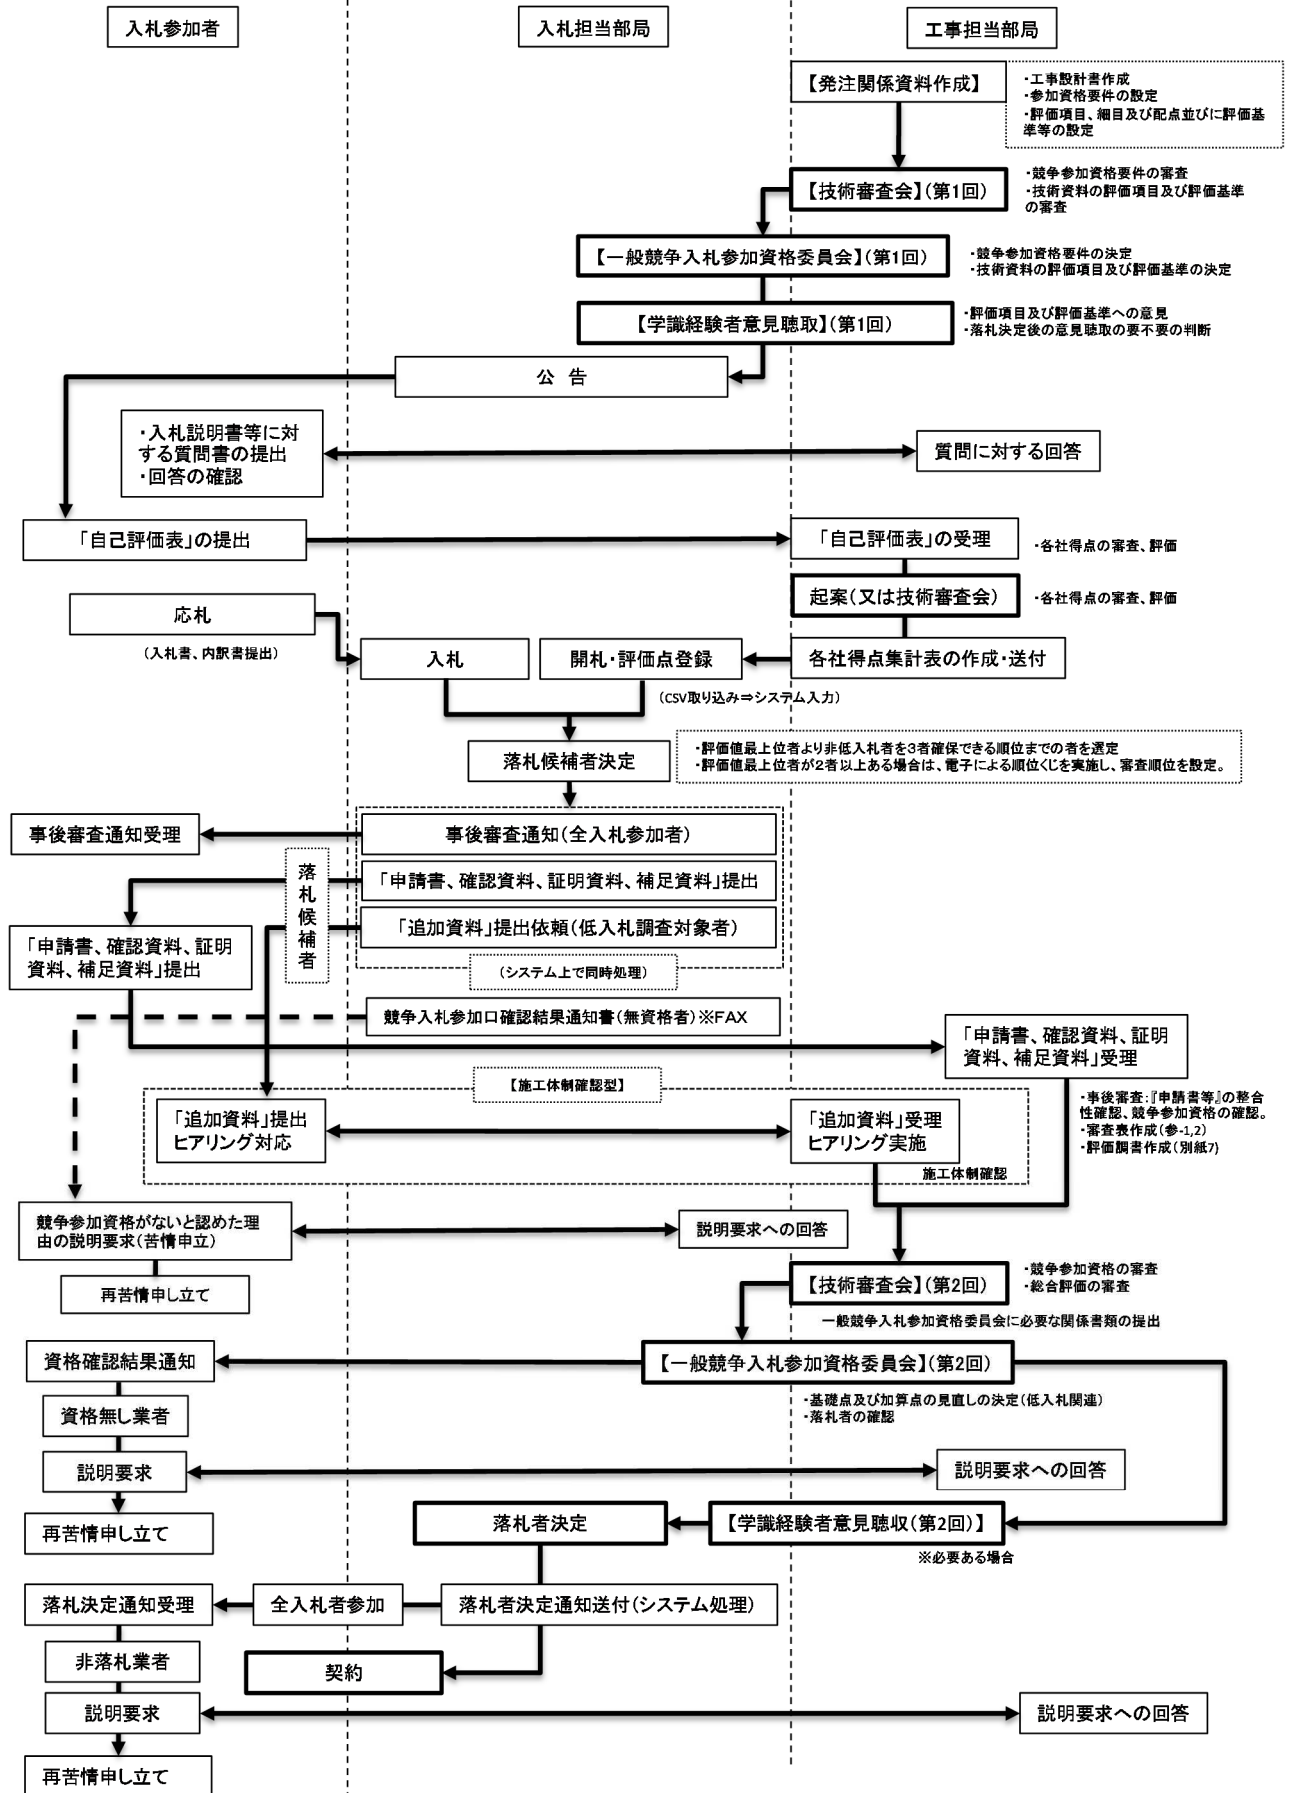 入札参加者
入札担当部局
工事担当部局
【発注関係資料作成】
・工事設計書作成
・参加資格要件の設定
・評価項目、細目及び配点並びに評価基
準等の設定
【技術審査会】(第1回)
・競争参加資格要件の審査
・技術資料の評価項目及び評価基準
の審査
【一般競争入札参加資格委員会】(第1回)
・競争参加資格要件の決定
・技術資料の評価項目及び評価基準の決定
【学識経験者意見聴取】(第1回)
・評価項目及び評価基準への意見
・落札決定後の意見聴取の要不要の判断
公 告
・入札説明書等に対
する質問書の提出
・回答の確認
質問に対する回答
「自己評価表」の提出
「自己評価表」の受理
・各社得点の審査、評価
起案(又は技術審査会)
・各社得点の審査、評価
応札
(入札書、内訳書提出)
入札
開札・評価点登録
各社得点集計表の作成・送付
(CSV取り込み⇒システム入力)
落札候補者決定
・評価値最上位者より非低入札者を3者確保できる順位までの者を選定
・評価値最上位者が2者以上ある場合は、電子による順位くじを実施し、審査順位を設定。
事後審査通知受理
事後審査通知(全入札参加者)
落札候補者
「申請書、確認資料、証明資料、補足資料」提出
「追加資料」提出依頼(低入札調査対象者)
「申請書、確認資料、証明
資料、補足資料」提出
(システム上で同時処理)
競争入札参加口確認結果通知書(無資格者)※FAX
「申請書、確認資料、証明
資料、補足資料」受理
【施工体制確認型】
「追加資料」提出
ヒアリング対応
「追加資料」受理
ヒアリング実施
・事後審査:『申請書等』の整合
性確認、競争参加資格の確認。
・審査表作成(参-1,2)
・評価調書作成(別紙7)
施工体制確認
競争参加資格がないと認めた理
由の説明要求(苦情申立)
説明要求への回答
再苦情申し立て
【技術審査会】(第2回)
・競争参加資格の審査
・総合評価の審査
一般競争入札参加資格委員会に必要な関係書類の提出
資格確認結果通知
【一般競争入札参加資格委員会】(第2回)
・基礎点及び加算点の見直しの決定(低入札関連)
・落札者の確認
資格無し業者
説明要求
説明要求への回答
再苦情申し立て
落札者決定
【学識経験者意見聴収(第2回)】
※必要ある場合
落札決定通知受理
全入札者参加
落札者決定通知送付(システム処理)
非落札業者
契約
説明要求
説明要求への回答
再苦情申し立て